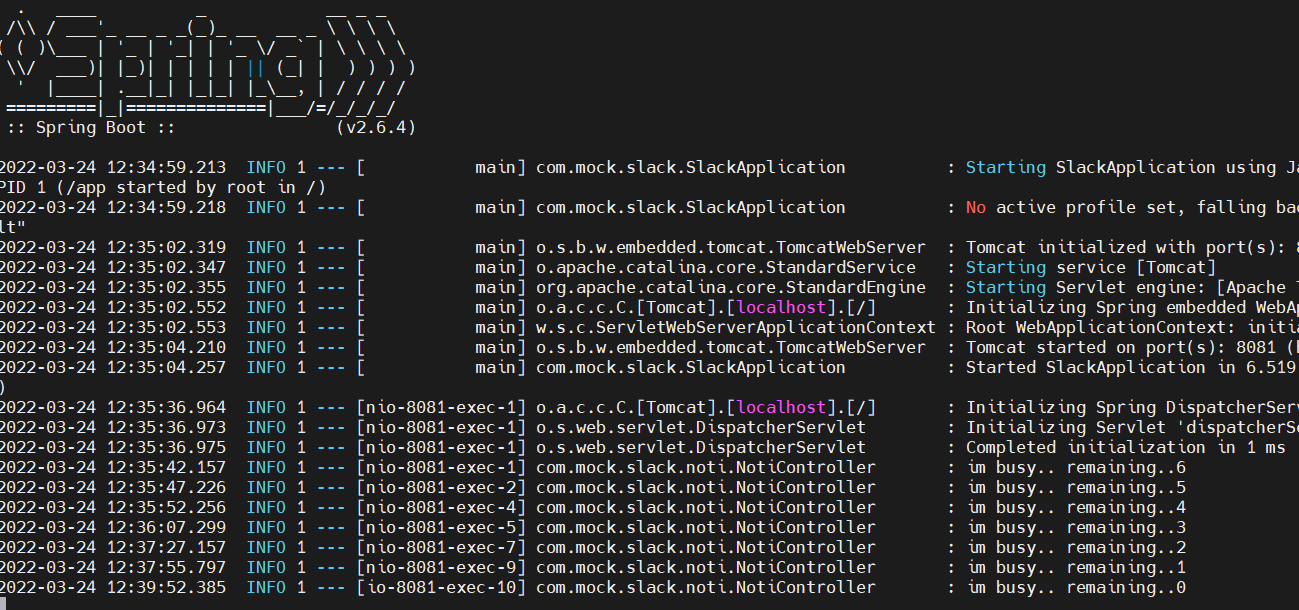 :: Spring Boot ::                (v2.6.4)
2022-03-24 12:34:59.213  INFO 1 --- [           main] com.mock.slack.SlackApplication          : Starting SlackApplication using Ja
PID 1 (/app started by root in /)
2022-03-24 12:34:59.218  INFO 1 --- [           main] com.mock.slack.SlackApplication          : No active profile set, falling bac
lt"
2022-03-24 12:35:02.319  INFO 1 --- [           main] o.s.b.w.embedded.tomcat.TomcatWebServer  : Tomcat initialized with port(s): 8
2022-03-24 12:35:02.347  INFO 1 --- [           main] o.apache.catalina.core.StandardService   : Starting service [Tomcat]
2022-03-24 12:35:02.355  INFO 1 --- [           main] org.apache.catalina.core.StandardEngine  : Starting Servlet engine: [Apache T
2022-03-24 12:35:02.552  INFO 1 --- [           main] o.a.c.c.C.[Tomcat].[localhost].[/]       : Initializing Spring embedded WebAp
2022-03-24 12:35:02.553  INFO 1 --- [           main] w.s.c.ServletWebServerApplicationContext : Root WebApplicationContext: initia
2022-03-24 12:35:04.210  INFO 1 --- [           main] o.s.b.w.embedded.tomcat.TomcatWebServer  : Tomcat started on port(s): 8081 (h
2022-03-24 12:35:04.257  INFO 1 --- [           main] com.mock.slack.SlackApplication          : Started SlackApplication in 6.519
)
2022-03-24 12:35:36.964  INFO 1 --- [nio-8081-exec-1] o.a.c.c.C.[Tomcat].[localhost].[/]       : Initializing Spring DispatcherServ
2022-03-24 12:35:36.973  INFO 1 --- [nio-8081-exec-1] o.s.web.servlet.DispatcherServlet        : Initializing Servlet 'dispatcherSe
2022-03-24 12:35:36.975  INFO 1 --- [nio-8081-exec-1] o.s.web.servlet.DispatcherServlet        : Completed initialization in 1 ms
2022-03-24 12:35:42.157  INFO 1 --- [nio-8081-exec-1] com.mock.slack.noti.NotiController       : im busy.. remaining..6
2022-03-24 12:35:47.226  INFO 1 --- [nio-8081-exec-2] com.mock.slack.noti.NotiController       : im busy.. remaining..5
2022-03-24 12:35:52.256  INFO 1 --- [nio-8081-exec-4] com.mock.slack.noti.NotiController       : im busy.. remaining..4
2022-03-24 12:36:07.299  INFO 1 --- [nio-8081-exec-5] com.mock.slack.noti.NotiController       : im busy.. remaining..3
2022-03-24 12:37:27.157  INFO 1 --- [nio-8081-exec-7] com.mock.slack.noti.NotiController       : im busy.. remaining..2
2022-03-24 12:37:55.797  INFO 1 --- [nio-8081-exec-9] com.mock.slack.noti.NotiController       : im busy.. remaining..1
2022-03-24 12:39:52.385  INFO 1 --- [io-8081-exec-10] com.mock.slack.noti.NotiController       : im busy.. remaining..0